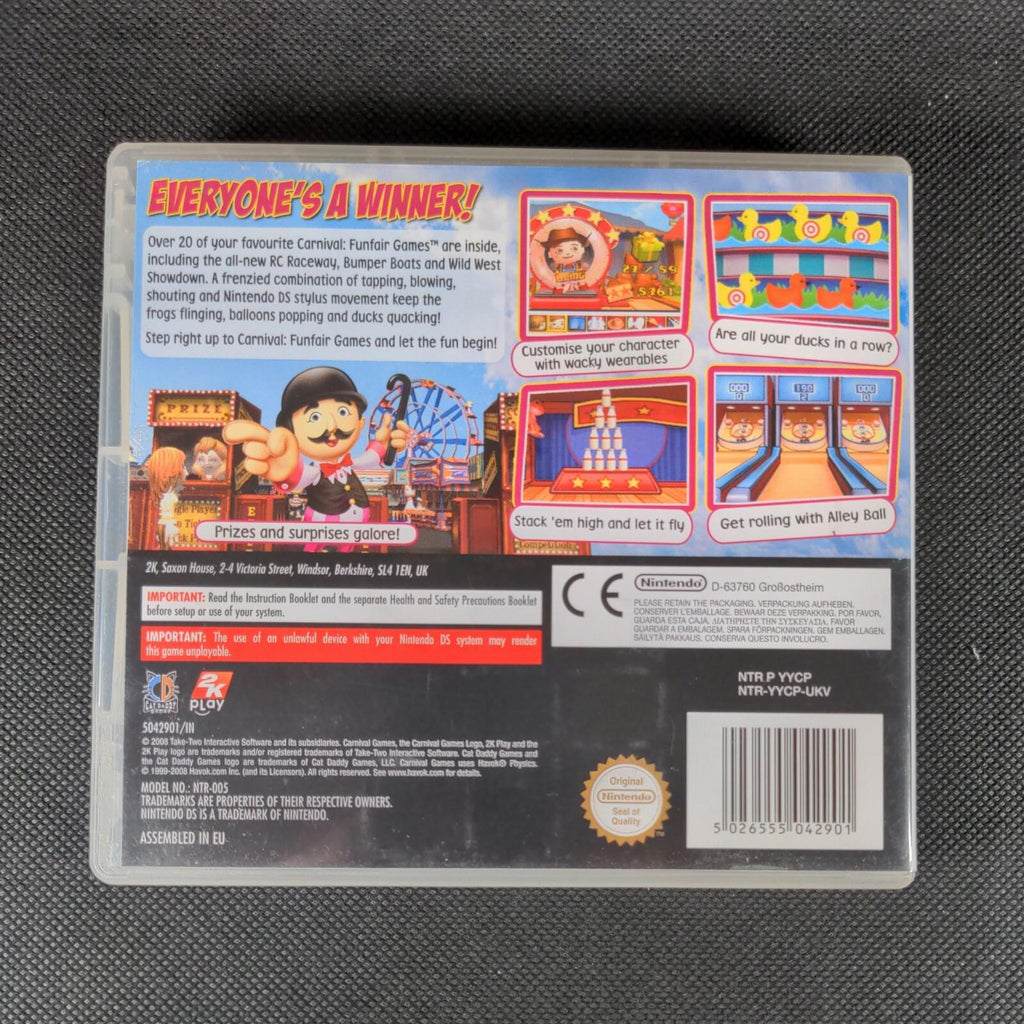 EVERYONE'S A WINNER!
Over 20 of your favourite Carnival: Funfair Games™ are inside,
including the all-new RC Raceway, Bumper Boats and Wild West
Showdown. A frenzied combination of tapping, blowing,
shouting and Nintendo DS stylus movement keep the
frogs flinging, balloons popping and ducks quacking!
Step right up to Carnival: Funfair Games and let the fun begin!
Customise your character
with wacky wearables
Are all your ducks in a row?
PRIZE
Prizes and surprises galore!
Stack 'em high and let it fly
000
190
2
000
Get rolling with Alley Ball
2K, Saxon House, 2-4 Victoria Street, Windsor, Berkshire, SL4 1EN, UK
IMPORTANT: Read the Instruction Booklet and the separate Health and Safety Precautions Booklet
before setup or use of your system.
IMPORTANT: The use of an unlawful device with your Nintendo DS system may render
this game unplayable.
CE
Nintendo D-63760 Großostheim
PLEASE RETAIN THE PACKAGING. VERPACKUNG AUFHEBEN.
CONSERVER L'EMBALLAGE. BEWAAR DEZE VERPAKKING. POR FAVOR,
GUARDA ESTA CAJA. ΔΙΑΤΗΡΗΣΤΕ ΤΗΝ ΣΥΣΚΕΥΑΣΙΑ. FAVOR
GUARDAR A EMBALAGEM. SPARA FÖRPACKNINGEN. GEM EMBALLAGEN.
SÄILYTÄ PAKKAUS. CONSERVA QUESTO INVOLUCRO.
NTR P YYCP
NTR-YYCP-UKV
CD
CAT DADDY
GAMES
2K
play
5042901/IN
© 2008 Take-Two Interactive Software and its subsidiaries. Carnival Games, the Carnival Games Logo, 2K Play and the
2K Play logo are trademarks and/or registered trademarks of Take-Two Interactive Software. Cat Daddy Games and
the Cat Daddy Games logo are trademarks of Cat Daddy Games, LLC. Carnival Games uses Havok® Physics.
© 1999-2008 Havok.com Inc. (and its Licensors). All rights reserved. See www.havok.com for details.
MODEL NO.: NTR-005
TRADEMARKS ARE PROPERTIES OF THEIR RESPECTIVE OWNERS.
NINTENDO DS IS A TRADEMARK OF NINTENDO.
ASSEMBLED IN EU
Original
Nintendo
Seal of
Quality
TM
5 026555 042901